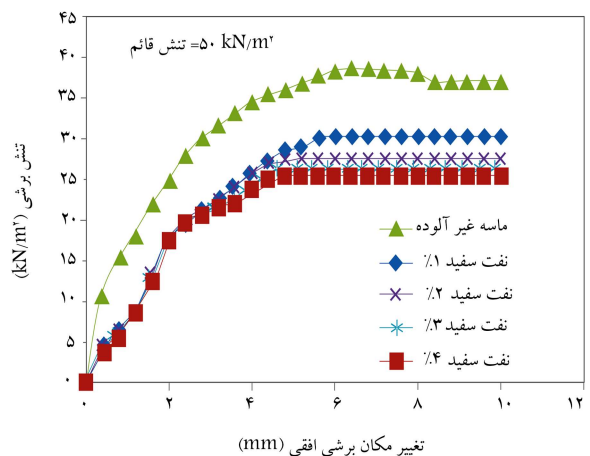 تنش قائم =۵۰ kN/m²
تنش برشی (kN/m²)
۴۵
۴۰
۳۵
۳۰
۲۵
۲۰
۱۵
۱۰
۵
۰
ماسه غیر آلوده
نفت سفید ۱٪
نفت سفید ۲٪
نفت سفید ۳٪
نفت سفید ۴٪
۰ ۲ ۴ ۶ ۸ ۱۰ ۱۲
تغییر مکان برشی افقی (mm)